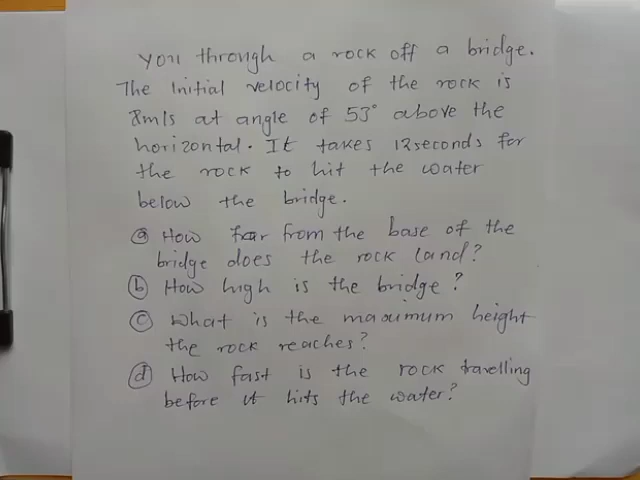 you through a rock off a bridge.
The Initial velocity of the rock is
8m/s at angle of 53° above the
horizontal. It takes 12seconds for
the rock to hit the water
below the bridge.
(a) How far from the base of the
bridge does the rock land?
(b) How high is the bridge?
(c) What is the maximum height
the rock reaches?
(d) How fast is the rock travelling
before it hits the water?